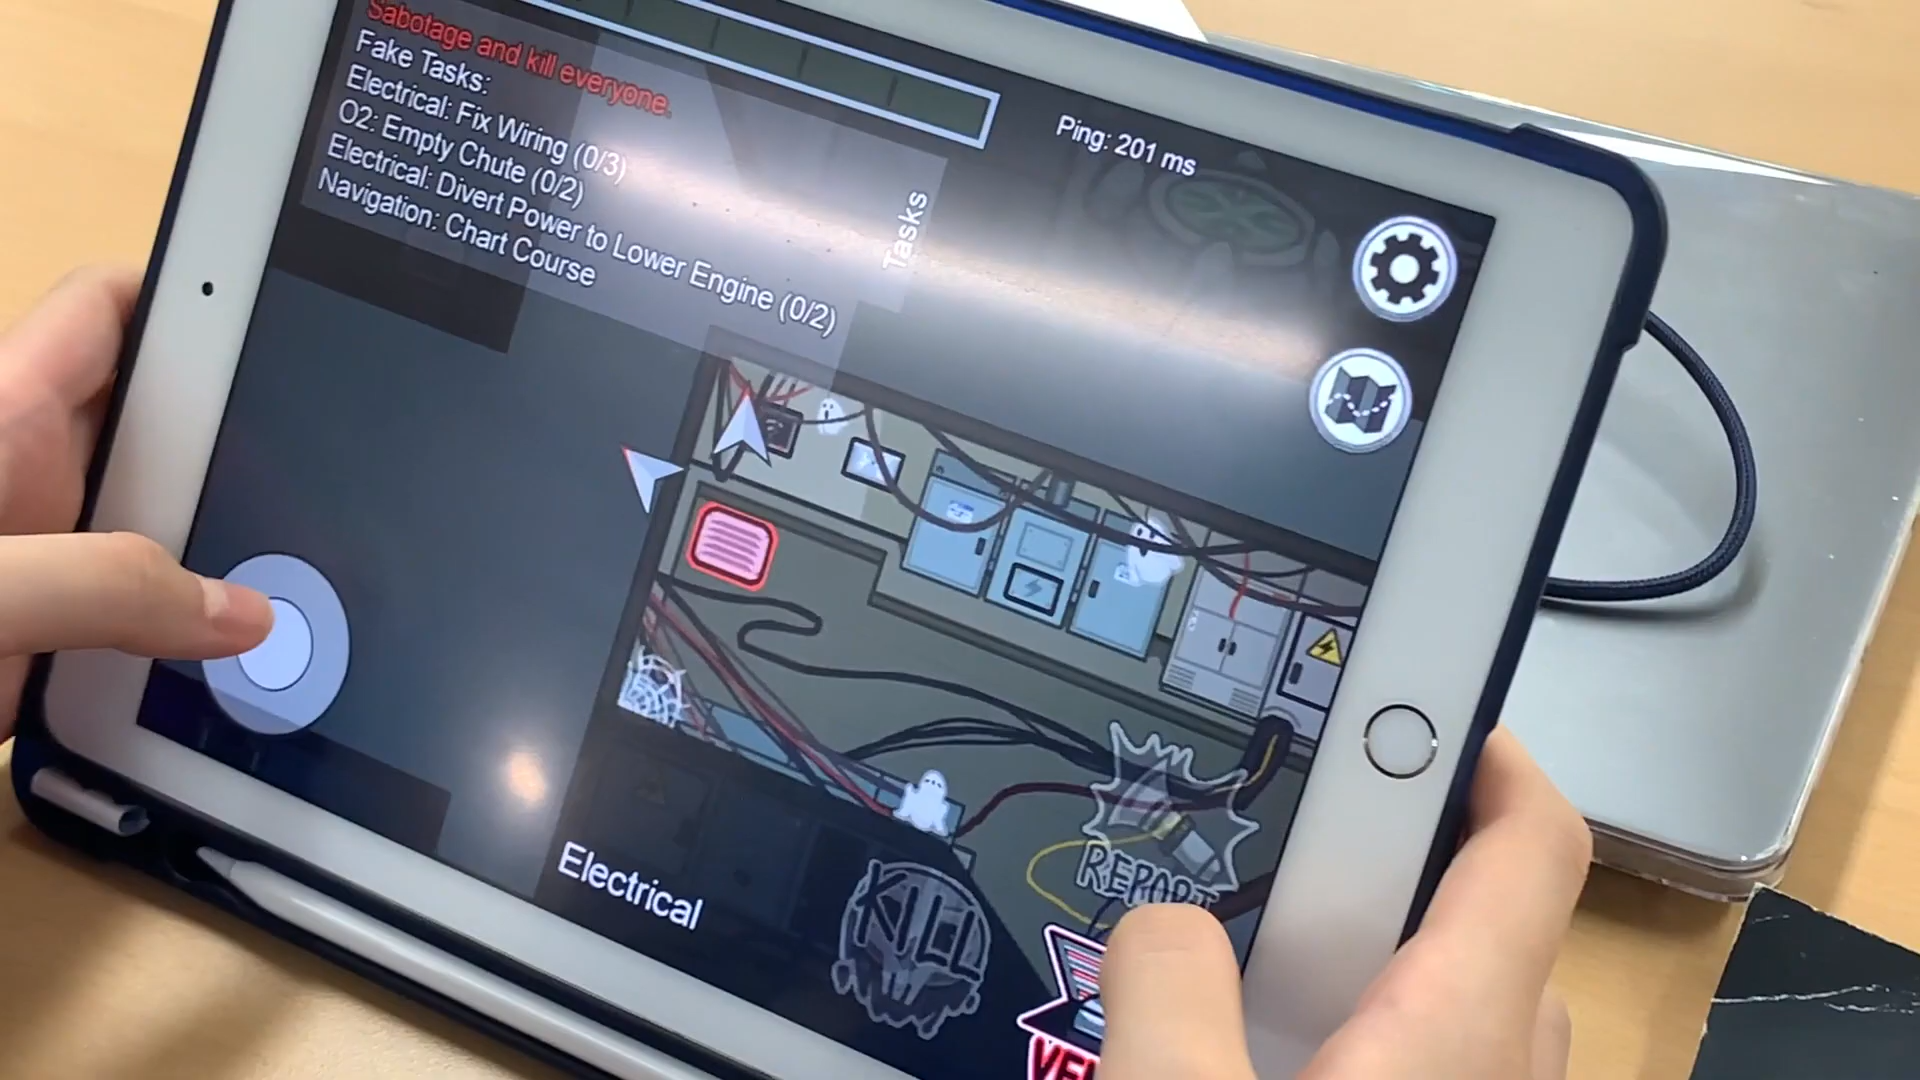 Sabotage and kill everyone.
Fake Tasks:
Electrical: Fix Wiring (0/3)
O2: Empty Chute (0/2)
Electrical: Divert Power to Lower Engine (0/2)
Navigation: Chart Course
Tasks
Ping: 201 ms
REPORT
KILL
Electrical